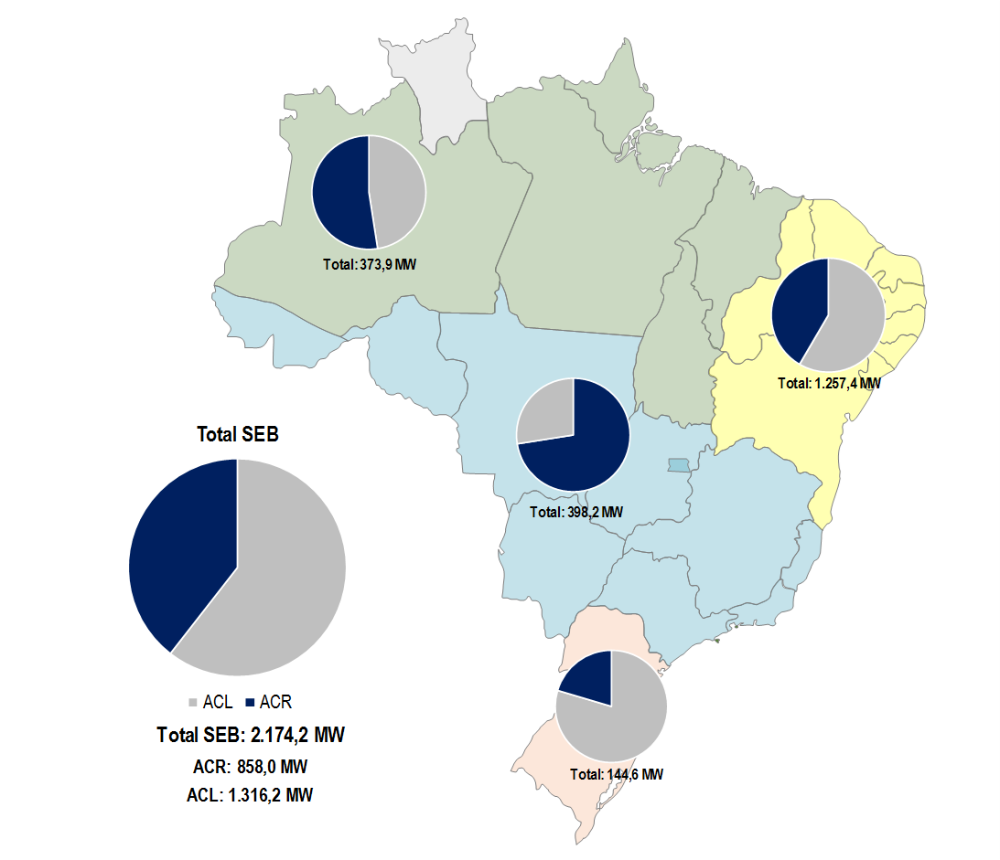 Total: 373,9 MW
Total: 1.257,4 MW
Total SEB
Total: 398,2 MW
ACL ACR
Total SEB: 2.174,2 MW
ACR: 858,0 MW
Total: 144,6 MW
ACL: 1.316,2 MW